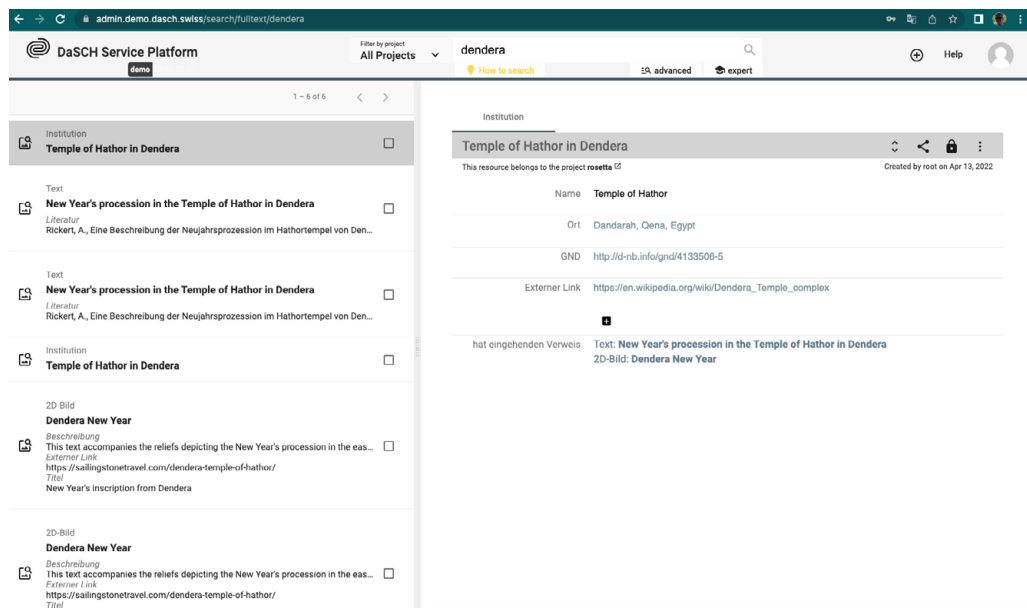 admin.demo.dasch.swiss/search/fulltext/dendera
DaSCH Service Platform
demo
Filter by project
All Projects
dendera
How to search
advanced
expert
Help
1 – 6 of 6
Institution
Temple of Hathor in Dendera
Text
New Year's procession in the Temple of Hathor in Dendera
Literatur
Rickert, A., Eine Beschreibung der Neujahrsprozession im Hathortempel von Den...
Text
New Year's procession in the Temple of Hathor in Dendera
Literatur
Rickert, A., Eine Beschreibung der Neujahrsprozession im Hathortempel von Den...
Institution
Temple of Hathor in Dendera
2D-Bild
Dendera New Year
Beschreibung
This text accompanies the reliefs depicting the New Year's procession in the eas...
Externer Link
https://sailingstonetravel.com/dendera-temple-of-hathor/
Titel
New Year's inscription from Dendera
2D-Bild
Dendera New Year
Beschreibung
This text accompanies the reliefs depicting the New Year's procession in the eas...
Externer Link
https://sailingstonetravel.com/dendera-temple-of-hathor/
Titel
Institution
Temple of Hathor in Dendera
This resource belongs to the project rosetta
Created by root on Apr 13, 2022
Name Temple of Hathor
Ort Dandarah, Qena, Egypt
GND http://d-nb.info/gnd/4133506-5
Externer Link https://en.wikipedia.org/wiki/Dendera_Temple_complex
hat eingehenden Verweis Text: New Year's procession in the Temple of Hathor in Dendera
2D-Bild: Dendera New Year